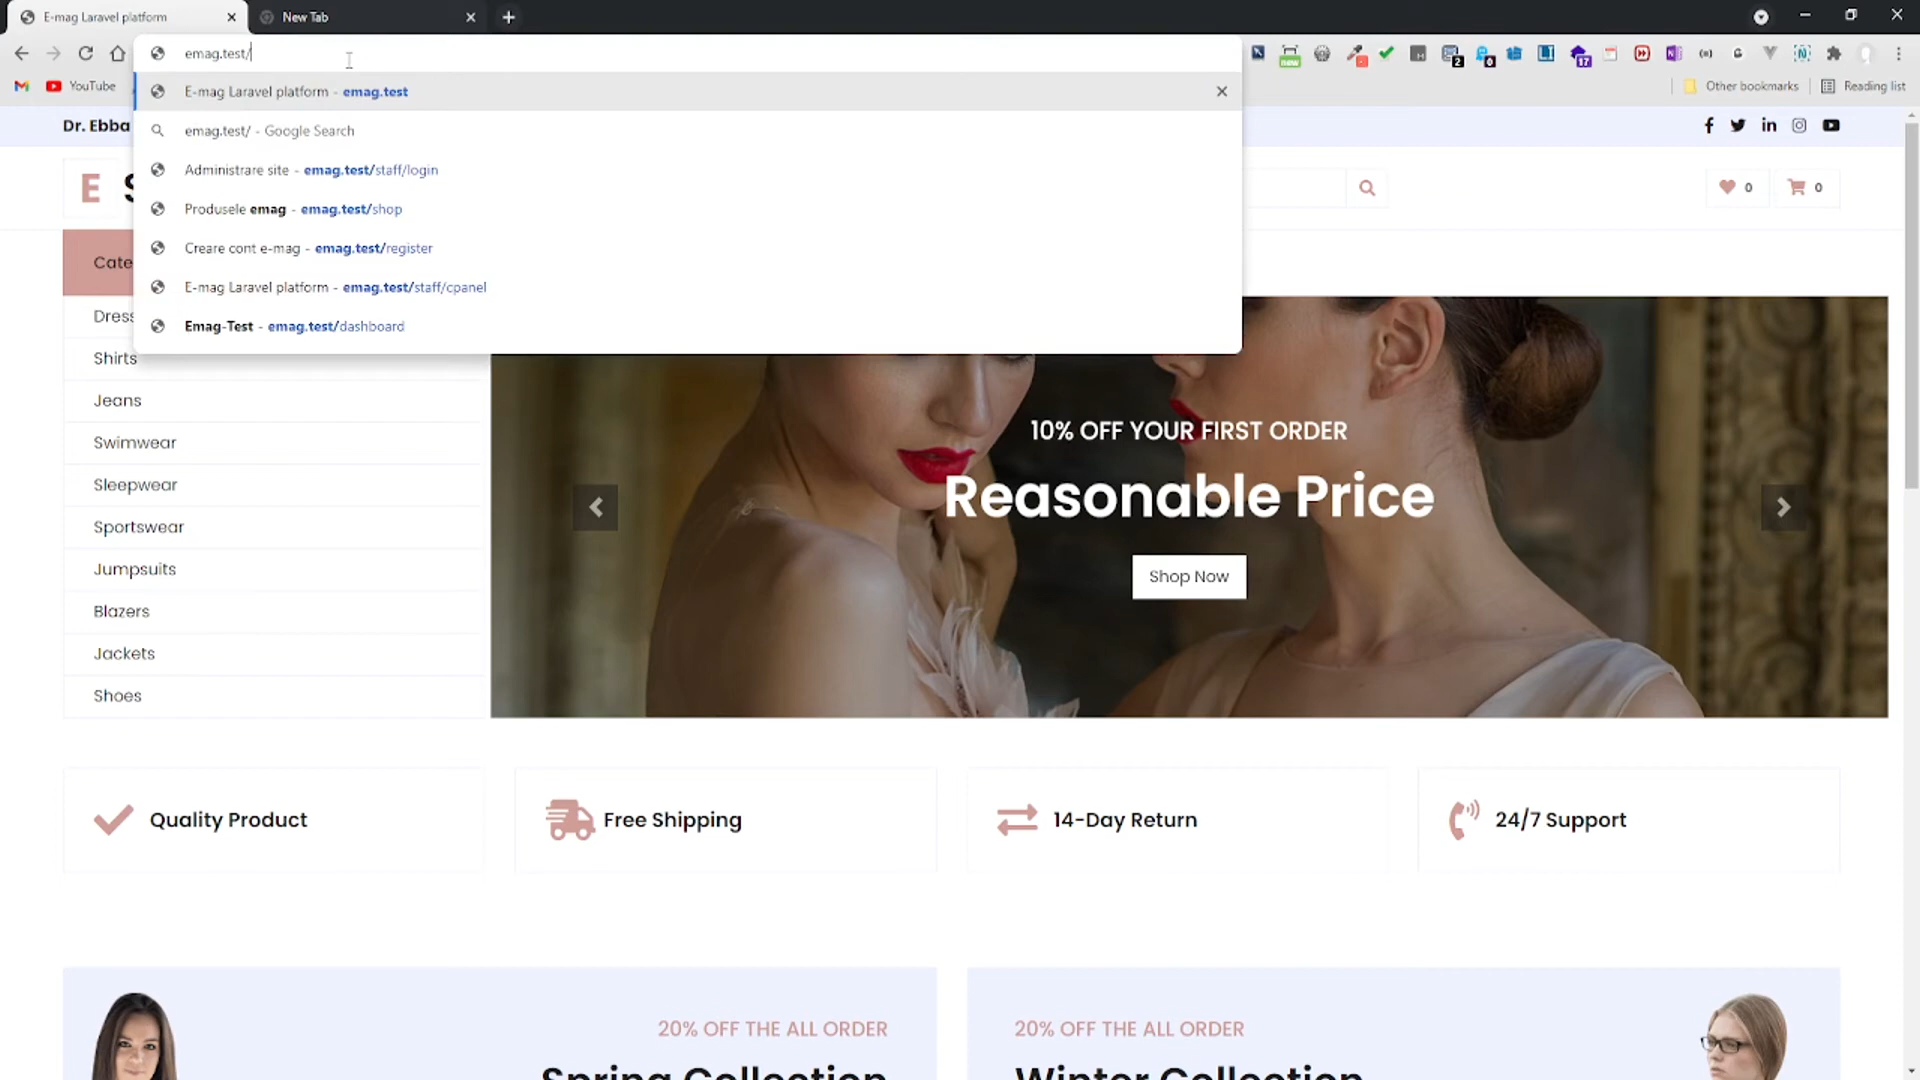 E-mag Laravel platform
New Tab
emag.test/
E-mag Laravel platform - emag.test
emag.test/ - Google Search
Administrare site - emag.test/staff/login
Produsele emag - emag.test/shop
Creare cont e-mag - emag.test/register
E-mag Laravel platform - emag.test/staff/cpanel
Emag-Test - emag.test/dashboard
new
2
0
17
YouTube
Other bookmarks
Reading list
Dr. Ebba
E S
0
0
Cate
Dress
Shirts
Jeans
Swimwear
Sleepwear
Sportswear
Jumpsuits
Blazers
Jackets
Shoes
10% OFF YOUR FIRST ORDER
Reasonable Price
Shop Now
Quality Product
Free Shipping
14-Day Return
24/7 Support
20% OFF THE ALL ORDER
Spring Collection
20% OFF THE ALL ORDER
Winter Collection